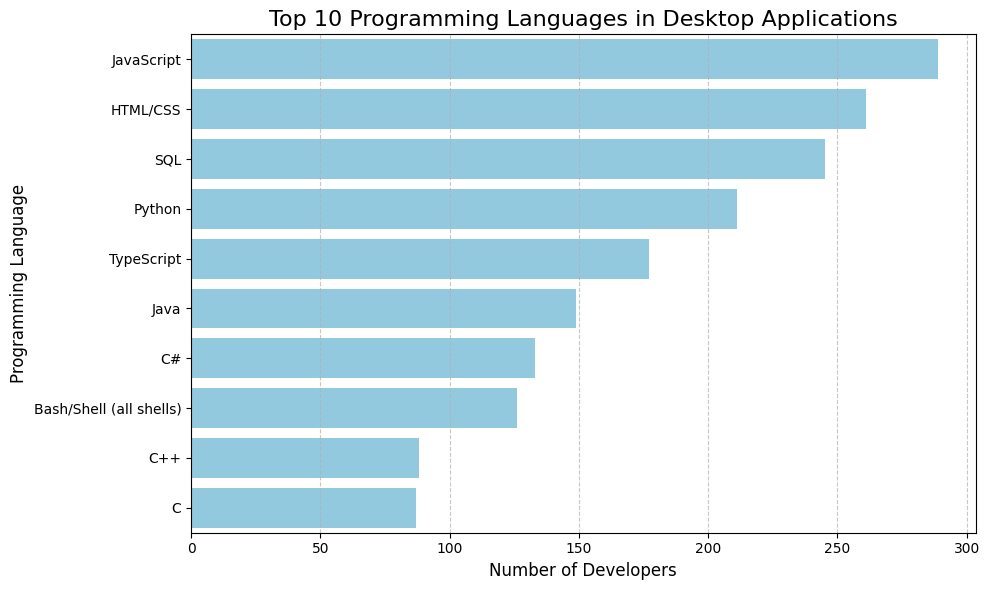 Top 10 Programming Languages in Desktop Applications
Programming Language
JavaScript
HTML/CSS
SQL
Python
TypeScript
Java
C#
Bash/Shell (all shells)
C++
C
0 50 100 150 200 250 300
Number of Developers